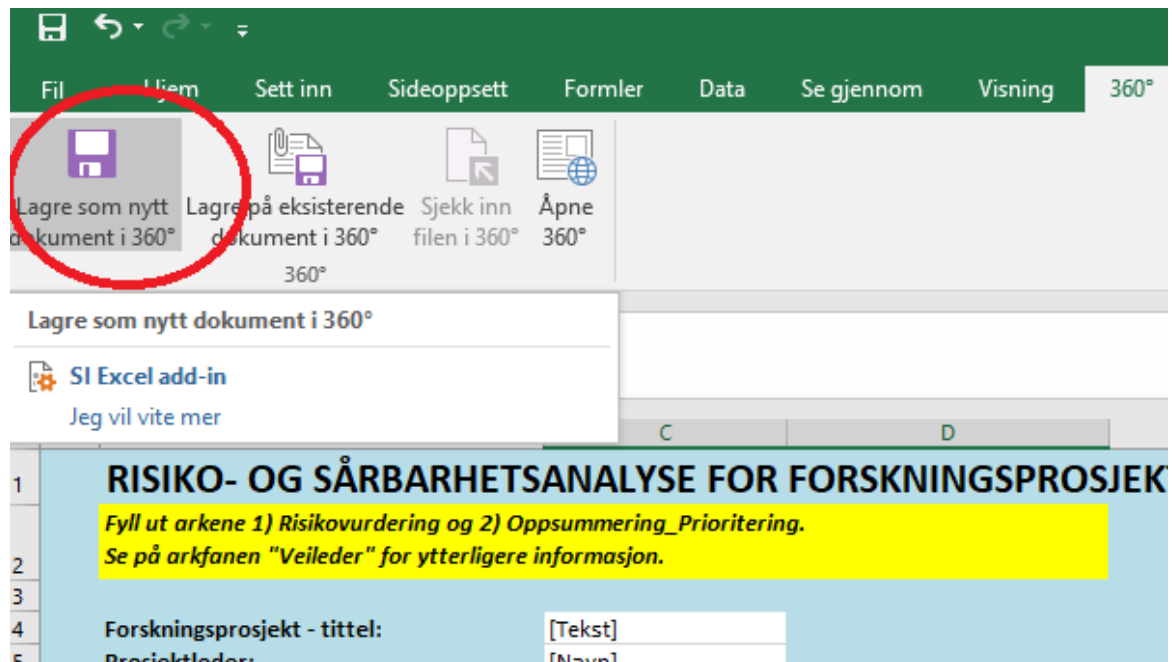 Fil Hjem Sett inn Sideoppsett Formler Data Se gjennom Visning 360°
Lagre som nytt Lagre på eksisterende Sjekk inn Åpne
dokument i 360° dokument i 360° filen i 360° 360°
360°
Lagre som nytt dokument i 360°
SI Excel add-in
Jeg vil vite mer
C D
1 RISIKO- OG SÅRBARHETSANALYSE FOR FORSKNINGSPROSJEK
Fyll ut arkene 1) Risikovurdering og 2) Oppsummering_Prioritering.
2 Se på arkfanen "Veileder" for ytterligere informasjon.
3
4 Forskningsprosjekt - tittel: [Tekst]
5 Prosjektleder: [Navn]